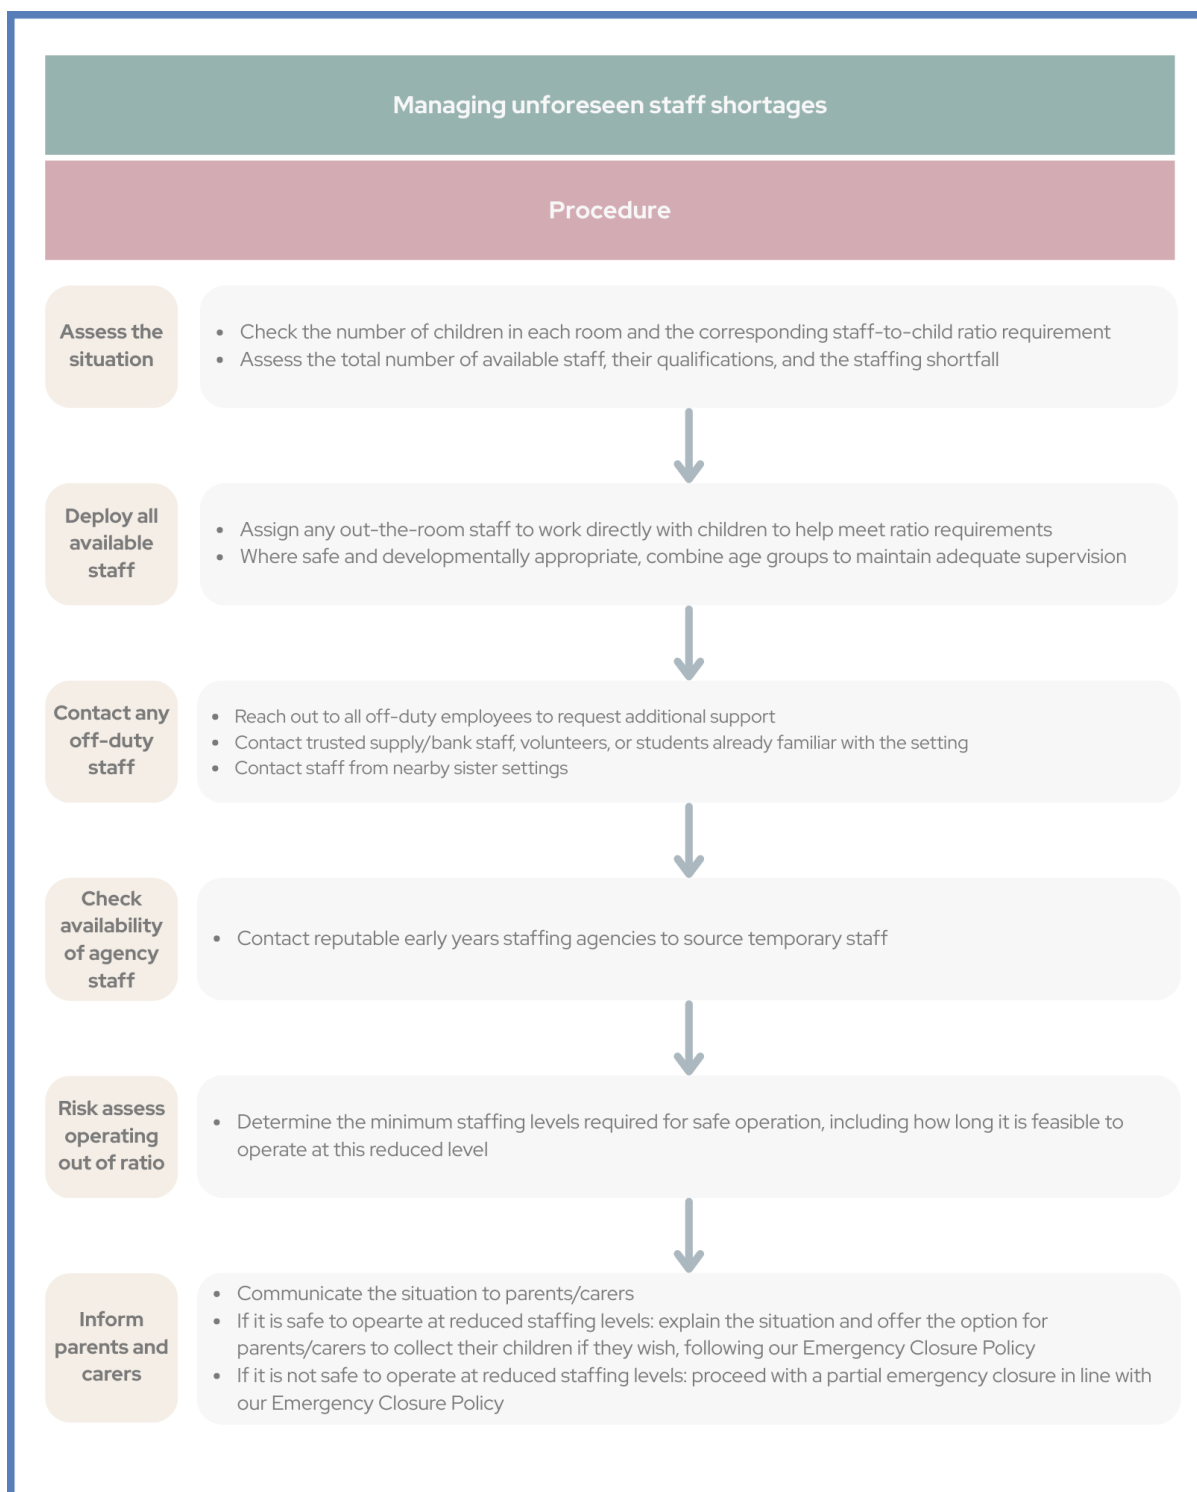 Managing unforeseen staff shortages
Procedure
Assess the
situation
• Check the number of children in each room and the corresponding staff-to-child ratio requirement
• Assess the total number of available staff, their qualifications, and the staffing shortfall
Deploy all
available
staff
• Assign any out-the-room staff to work directly with children to help meet ratio requirements
• Where safe and developmentally appropriate, combine age groups to maintain adequate supervision
Contact any
off-duty
staff
• Reach out to all off-duty employees to request additional support
• Contact trusted supply/bank staff, volunteers, or students already familiar with the setting
• Contact staff from nearby sister settings
Check
availability
of agency
staff
• Contact reputable early years staffing agencies to source temporary staff
Risk assess
operating
out of ratio
• Determine the minimum staffing levels required for safe operation, including how long it is feasible to
operate at this reduced level
Inform
parents and
carers
• Communicate the situation to parents/carers
• If it is safe to opearte at reduced staffing levels: explain the situation and offer the option for
parents/carers to collect their children if they wish, following our Emergency Closure Policy
• If it is not safe to operate at reduced staffing levels: proceed with a partial emergency closure in line with
our Emergency Closure Policy